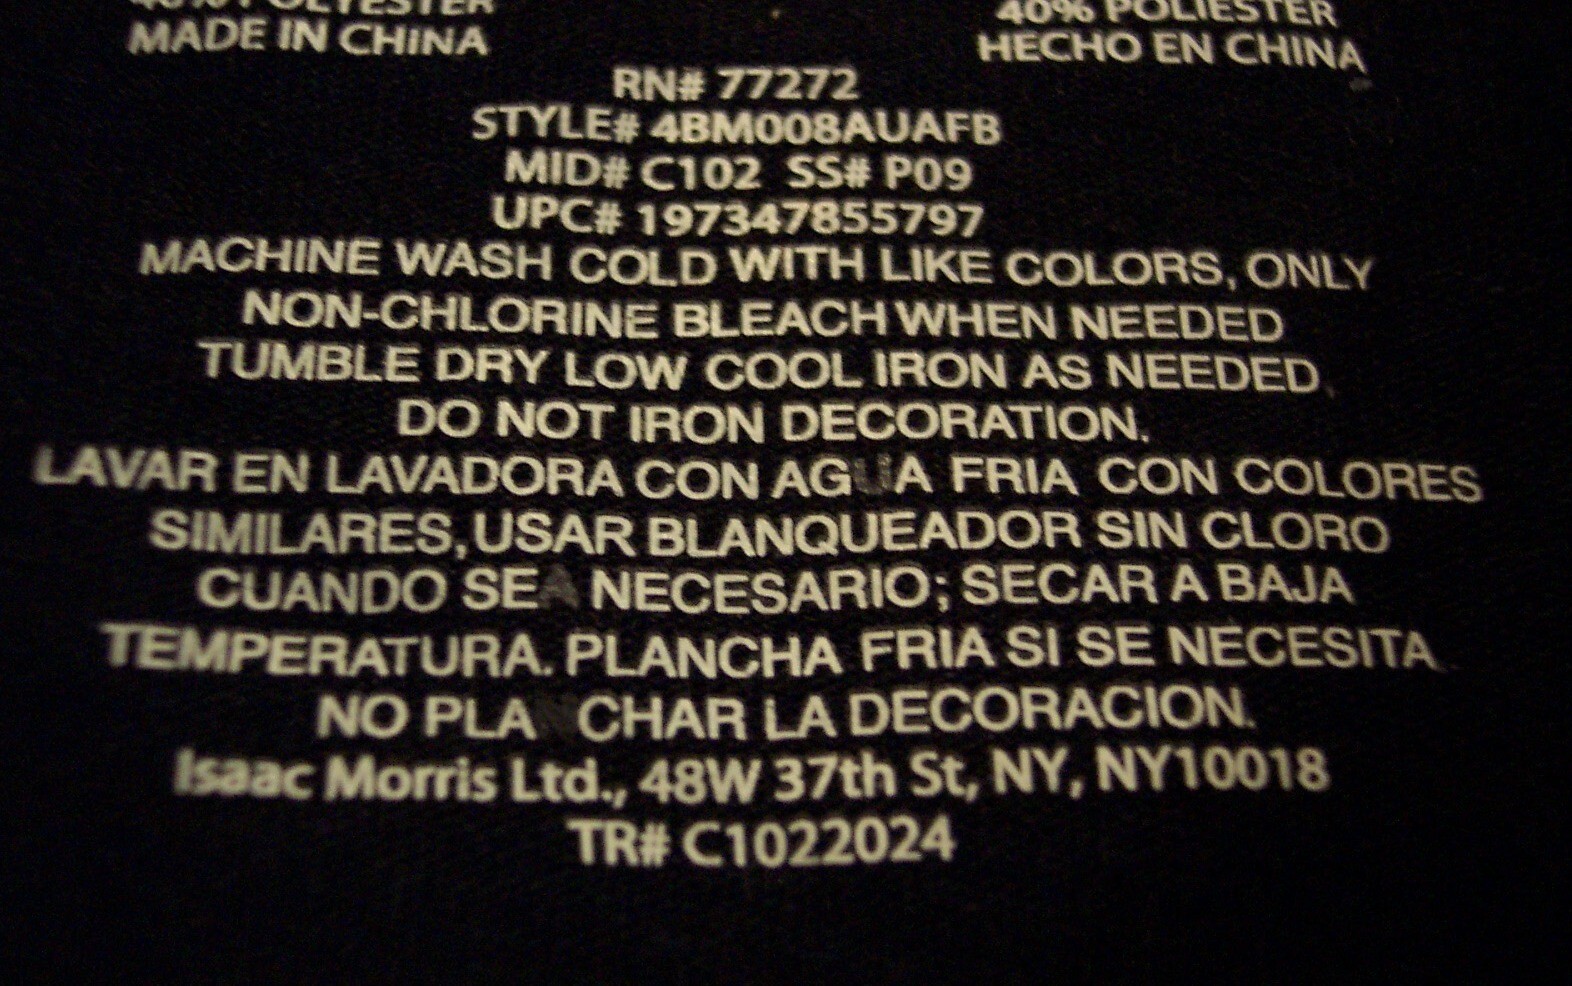 40% POLYESTER
MADE IN CHINA
40% POLIESTER
HECHO EN CHINA
RN# 77272
STYLE# 4BM008AUAFB
MID# C102 SS# P09
UPC# 197347855797
MACHINE WASH COLD WITH LIKE COLORS, ONLY
NON-CHLORINE BLEACH WHEN NEEDED
TUMBLE DRY LOW COOL IRON AS NEEDED,
DO NOT IRON DECORATION.
LAVAR EN LAVADORA CON AGUA FRIA CON COLORES
SIMILARES, USAR BLANQUEADOR SIN CLORO
CUANDO SEA NECESARIO; SECAR A BAJA
TEMPERATURA. PLANCHA FRIA SI SE NECESITA.
NO PLANCHAR LA DECORACION.
Isaac Morris Ltd., 48W 37th St, NY, NY10018
TR# C1022024